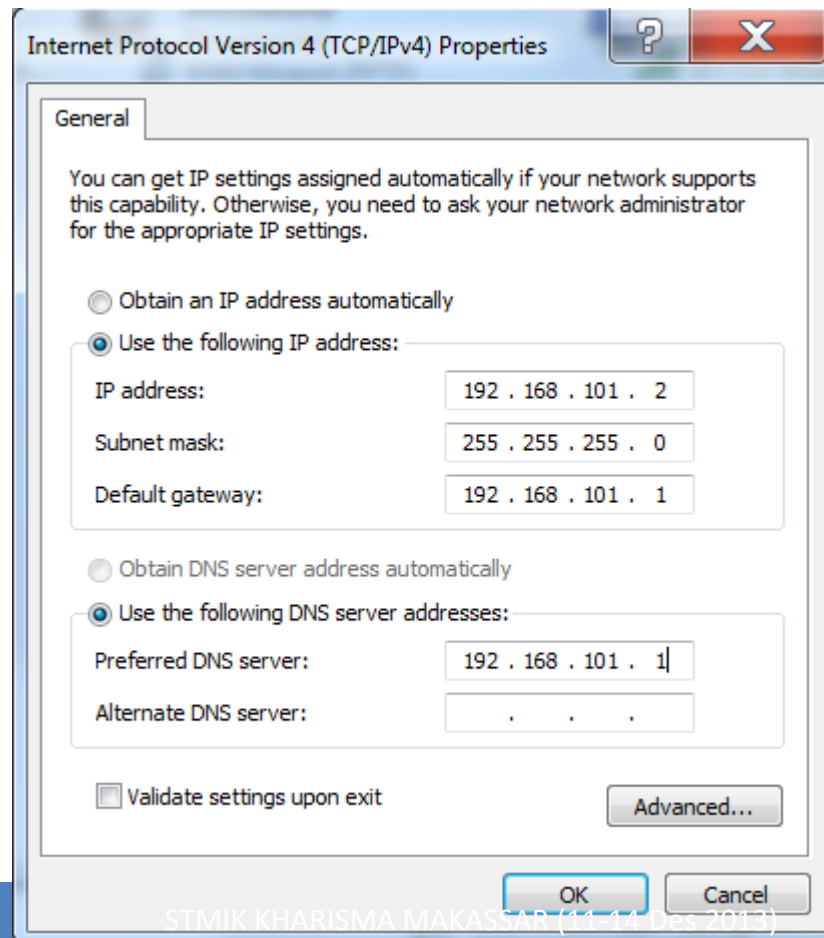 Internet Protocol Version 4 (TCP/IPv4) Properties
General
You can get IP settings assigned automatically if your network supports
this capability. Otherwise, you need to ask your network administrator
for the appropriate IP settings.
Obtain an IP address automatically
Use the following IP address:
IP address: 192 . 168 . 101 . 2
Subnet mask: 255 . 255 . 255 . 0
Default gateway: 192 . 168 . 101 . 1
Obtain DNS server address automatically
Use the following DNS server addresses:
Preferred DNS server: 192 . 168 . 101 . 1
Alternate DNS server: . . .
Validate settings upon exit
Advanced...
OK Cancel
STMIK KHARISMA MAKASSAR (11-14 Des 2013)